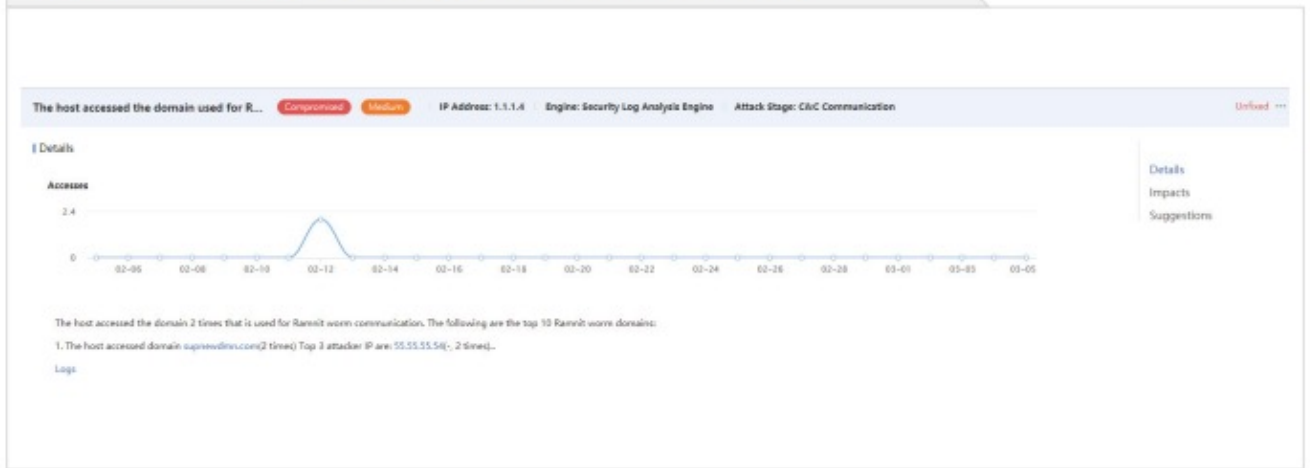 The host accessed the domain used for R... Compromised Medium IP Address: 1.1.1.4 Engine: Security Log Analysis Engine Attack Stage: C&C Communication Unfixed ...
Details
Details
Impacts
Suggestions
Accesses
2.4
0
02-06 02-08 02-10 02-12 02-14 02-16 02-18 02-20 02-22 02-24 02-26 02-28 03-01 03-03 03-05
The host accessed the domain 2 times that is used for Ramnit worm communication. The following are the top 10 Ramnit worm domains:
1. The host accessed domain supnewdmn.com(2 times) Top 3 attacker IP are: 55.55.55.54(-, 2 times)..
Logs